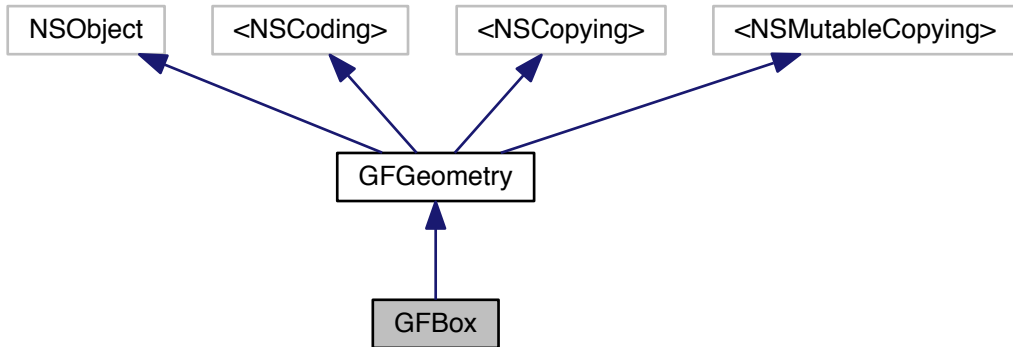 NSObject
<NSCoding>
<NSCopying>
<NSMutableCopying>
GFGeometry
GFBox